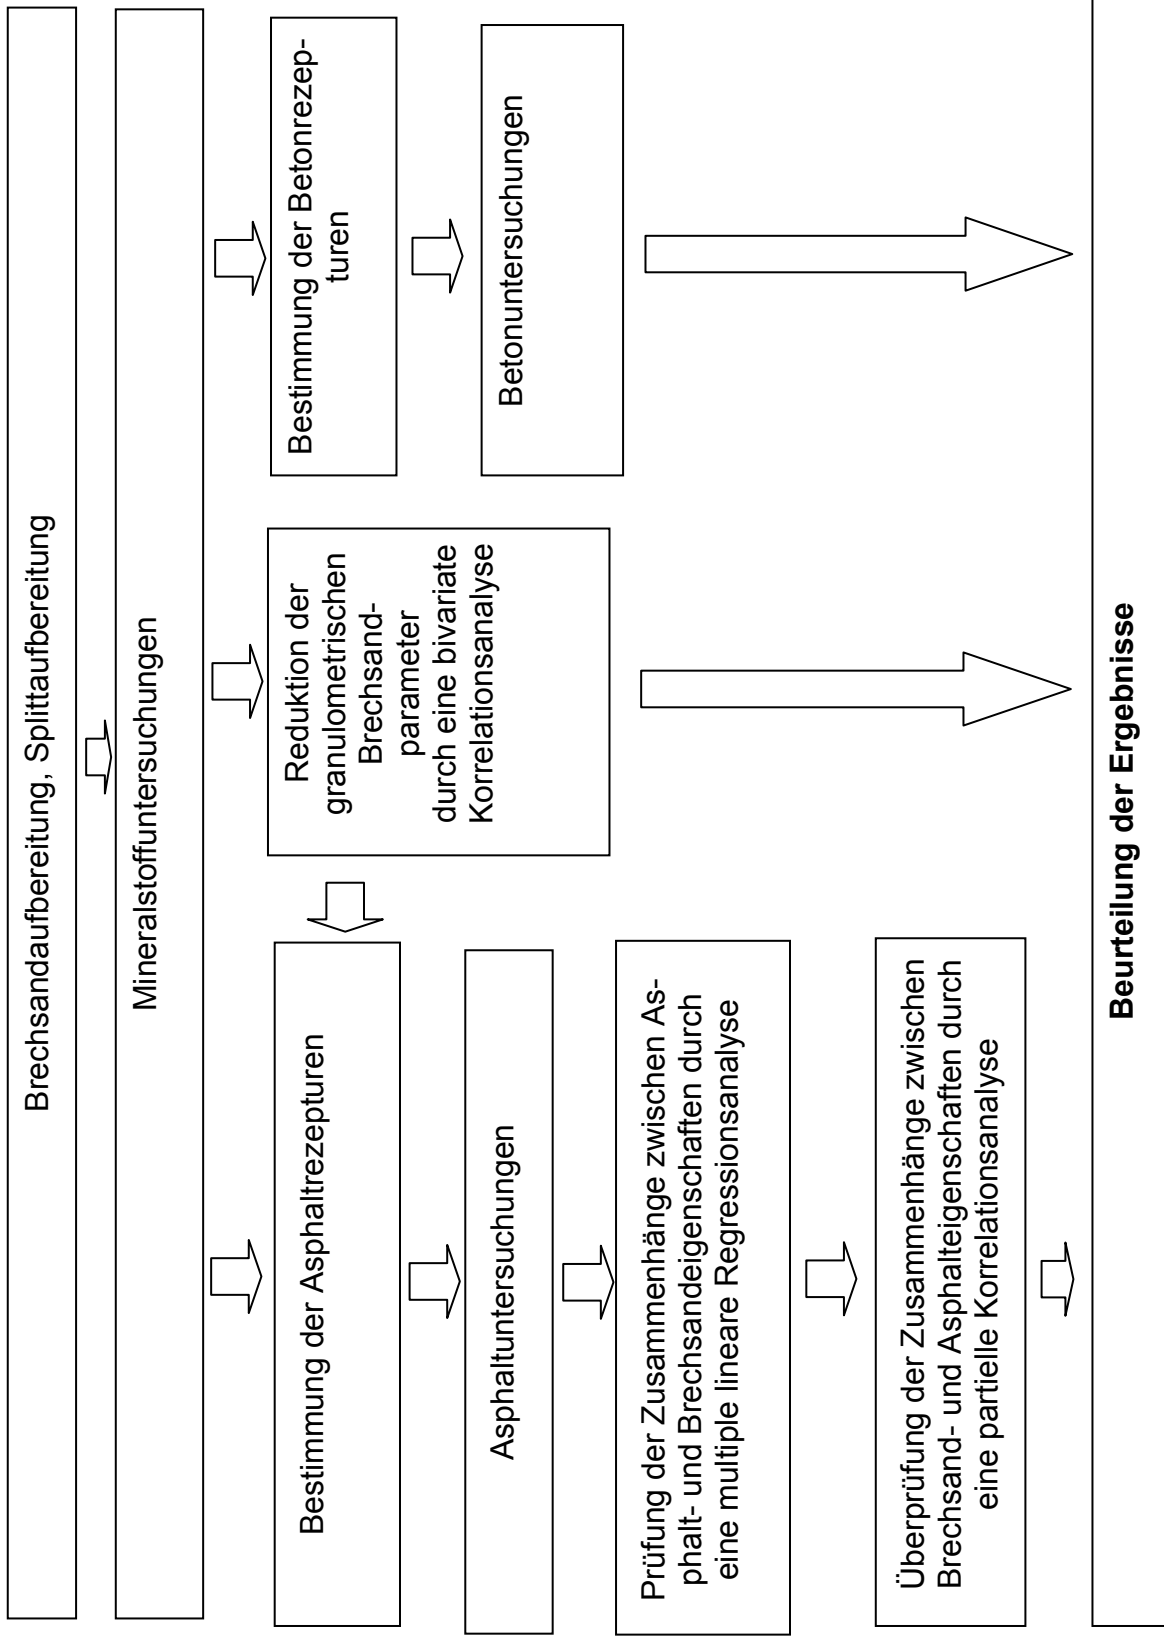 Brechsandaufbereitung, Splittaufbereitung
Mineralstoffuntersuchungen
Bestimmung der Asphaltrezepturen
Asphaltuntersuchungen
Prüfung der Zusammenhänge zwischen As-
phalt- und Brechsandeigenschaften durch
eine multiple lineare Regressionsanalyse
Überprüfung der Zusammenhänge zwischen
Brechsand- und Asphalteigenschaften durch
eine partielle Korrelationsanalyse
Reduktion der
granulometrischen
Brechsand-
parameter
durch eine bivariate
Korrelationsanalyse
Bestimmung der Betonrezep-
turen
Betonuntersuchungen
Beurteilung der Ergebnisse